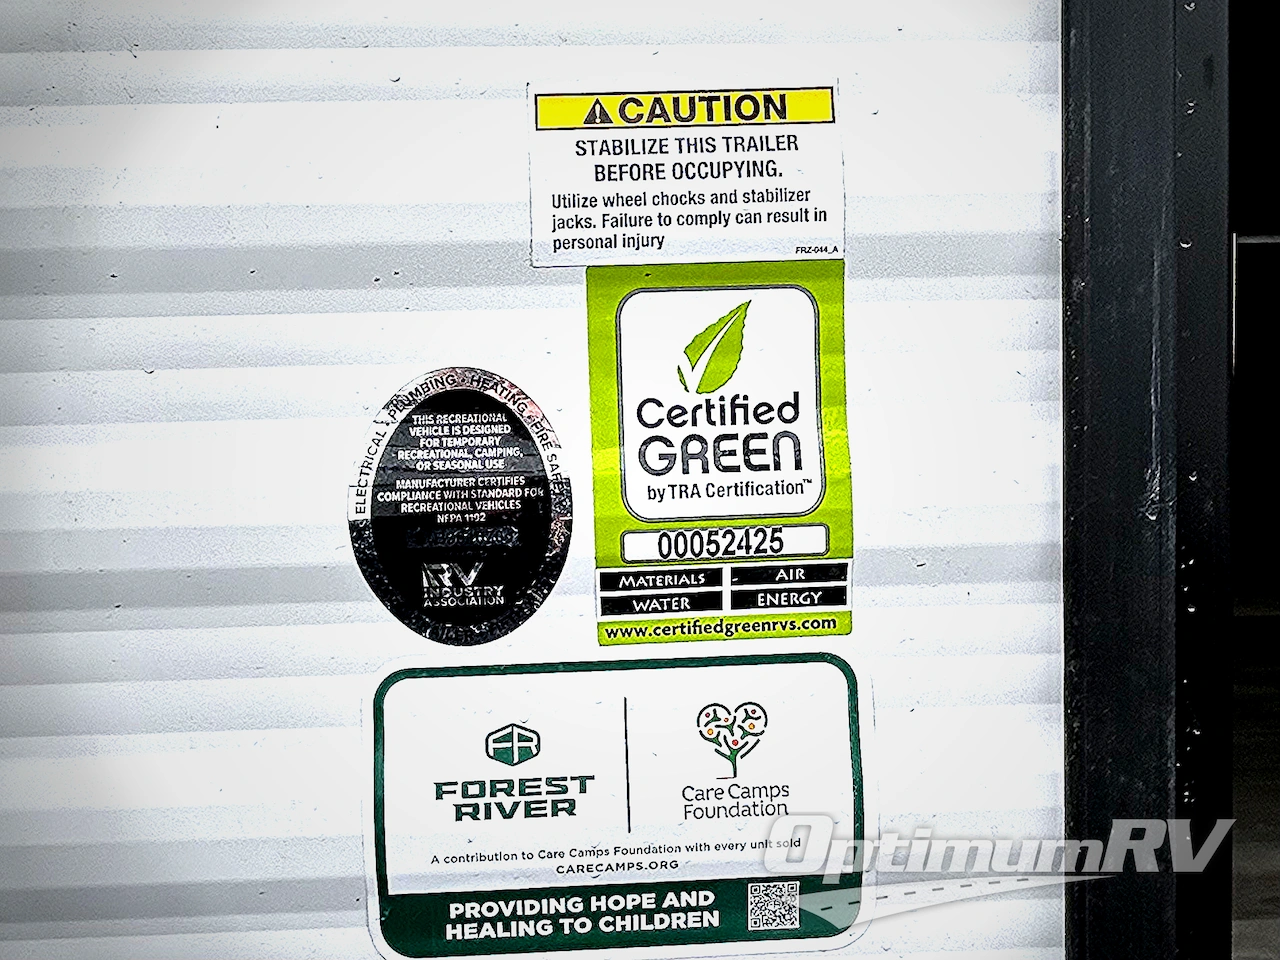 CAUTION
STABILIZE THIS TRAILER
BEFORE OCCUPYING.
Utilize wheel chocks and stabilizer
jacks. Failure to comply can result in
personal injury
FRZ-044_A
Certified
GREEN
by TRA Certification™
00052425
MATERIALS
AIR
WATER
ENERGY
www.certifiedgreenrvs.com
ELECTRICAL • PLUMBING • HEATING • FIRE SAFE
THIS RECREATIONAL
VEHICLE IS DESIGNED
FOR TEMPORARY
RECREATIONAL, CAMPING,
OR SEASONAL USE
MANUFACTURER CERTIFIES
COMPLIANCE WITH STANDARD FOR
RECREATIONAL VEHICLES
NFPA 1192
RV
INDUSTRY
ASSOCIATION
FR
FOREST
RIVER
Care Camps
Foundation
A contribution to Care Camps Foundation with every unit sold
CARECAMPS.ORG
PROVIDING HOPE AND
HEALING TO CHILDREN
OptimumRV